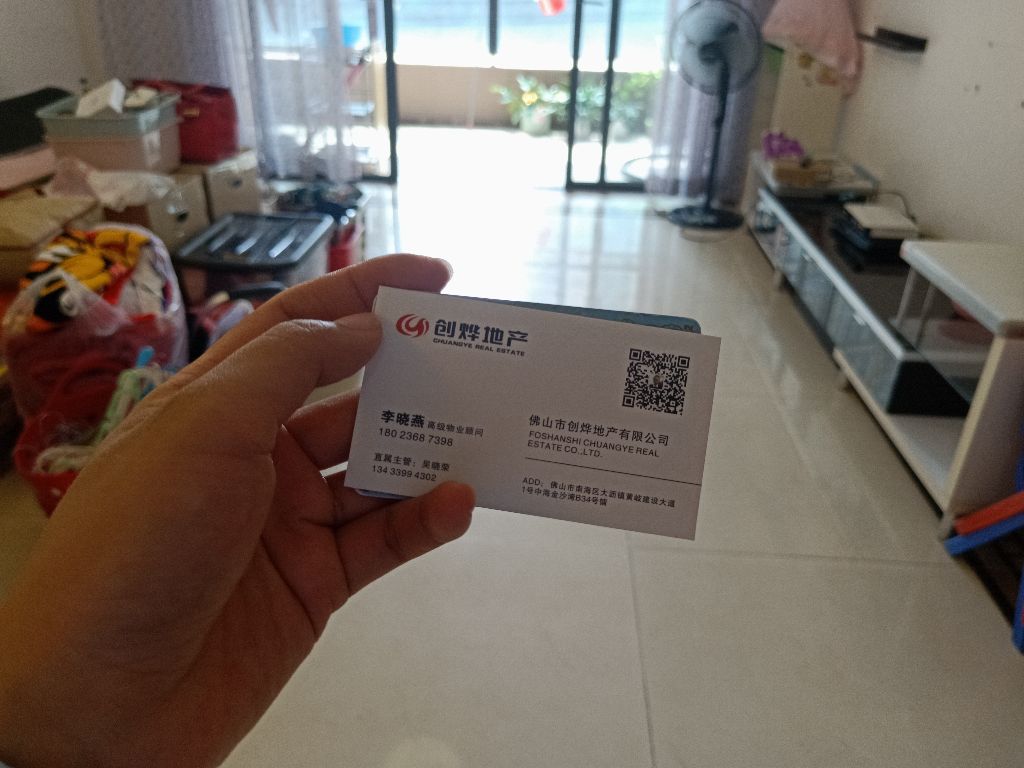 创烨地产
CHUANGYE REAL ESTATE
李晓燕 高级物业顾问
180 2368 7398
直属主管：吴晓荣
134 3399 4302
佛山市创烨地产有限公司
FOSHANSHI CHUANGYE REAL
ESTATE CO.,LTD.
ADD：佛山市南海区大沥镇黄岐建设大道
1号中海金沙湾B34号铺